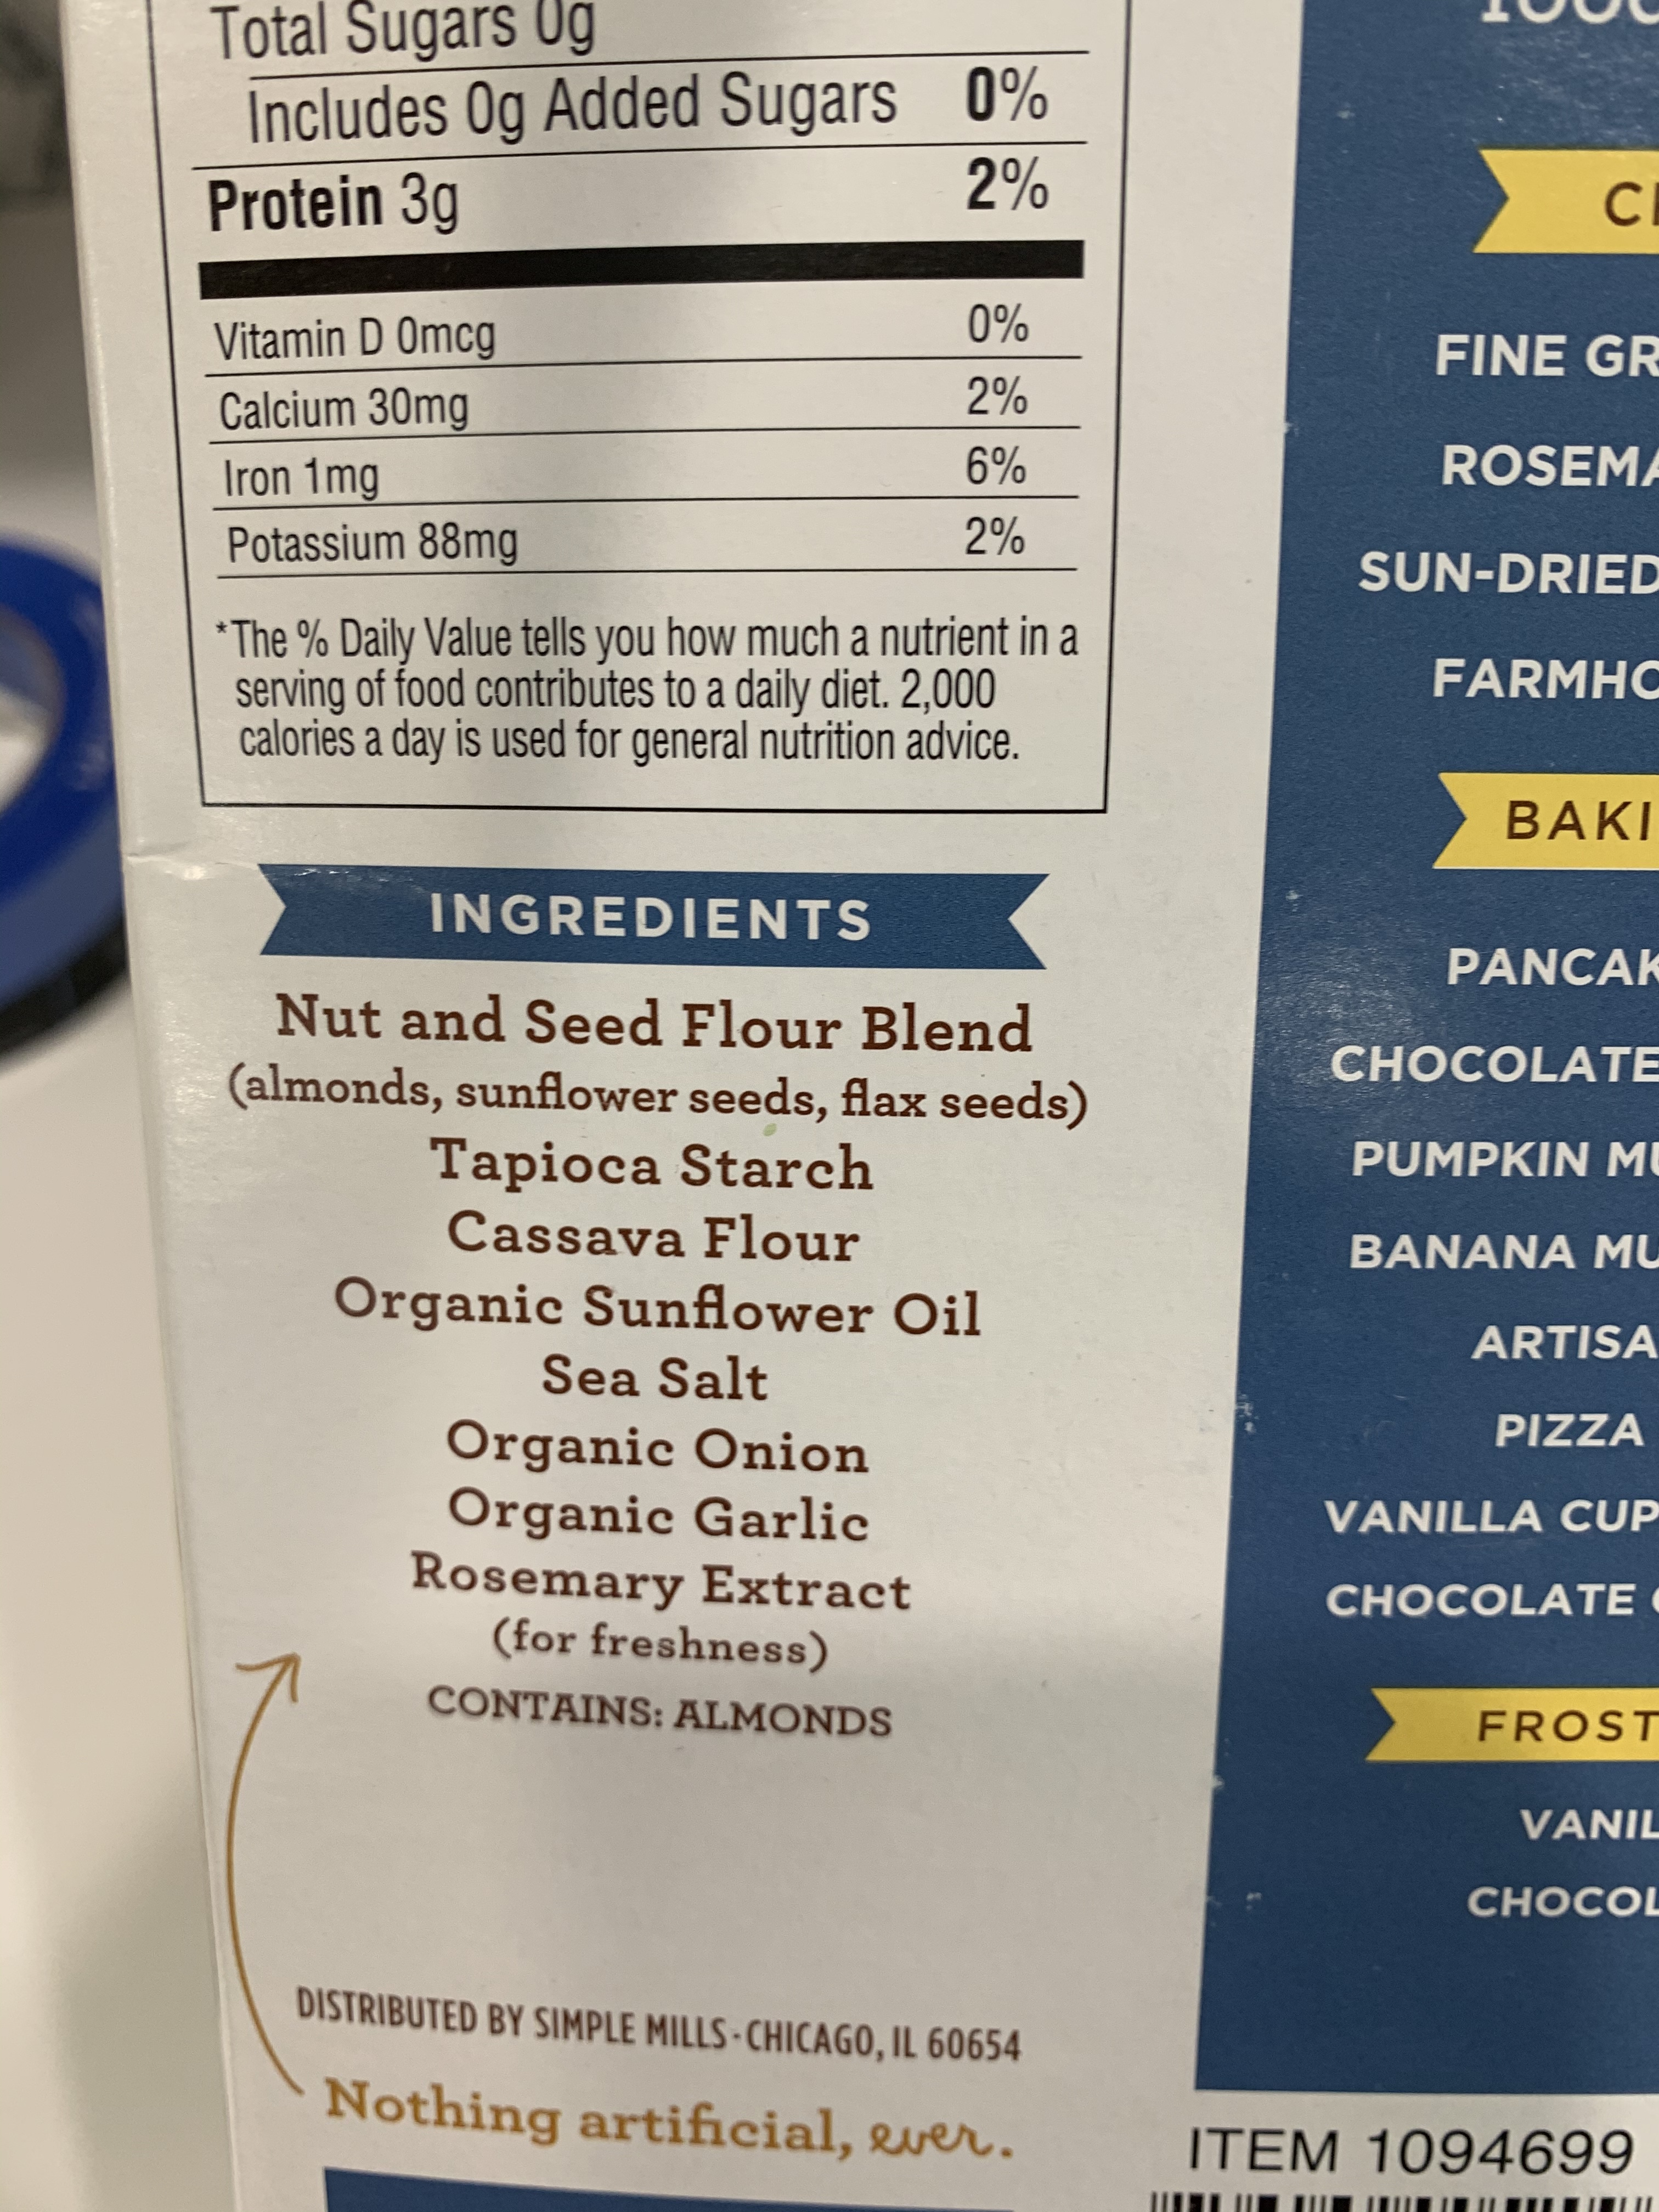 Total Sugars 0g
Includes 0g Added Sugars 0%
Protein 3g 2%
Vitamin D 0mcg 0%
Calcium 30mg 2%
Iron 1mg 6%
Potassium 88mg 2%
*The % Daily Value tells you how much a nutrient in a
serving of food contributes to a daily diet. 2,000
calories a day is used for general nutrition advice.
INGREDIENTS
Nut and Seed Flour Blend
(almonds, sunflower seeds, flax seeds)
Tapioca Starch
Cassava Flour
Organic Sunflower Oil
Sea Salt
Organic Onion
Organic Garlic
Rosemary Extract
(for freshness)
CONTAINS: ALMONDS
DISTRIBUTED BY SIMPLE MILLS · CHICAGO, IL 60654
Nothing artificial, ever.
FINE GR
ROSEMA
SUN-DRIED
FARMHO
BAKI
PANCAK
CHOCOLATE
PUMPKIN MU
BANANA MU
ARTISA
PIZZA
VANILLA CUP
CHOCOLATE
FROST
VANIL
CHOCOL
ITEM 1094699